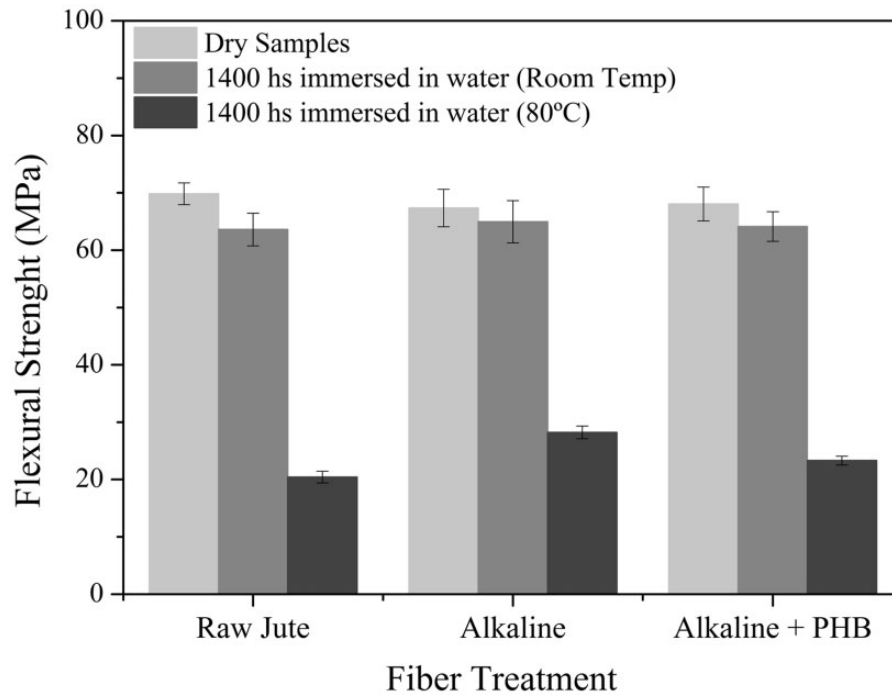 100
80
60
40
20
0
Flexural Strenght (MPa)
Dry Samples
1400 hs immersed in water (Room Temp)
1400 hs immersed in water (80ºC)
Raw Jute
Alkaline
Alkaline + PHB
Fiber Treatment